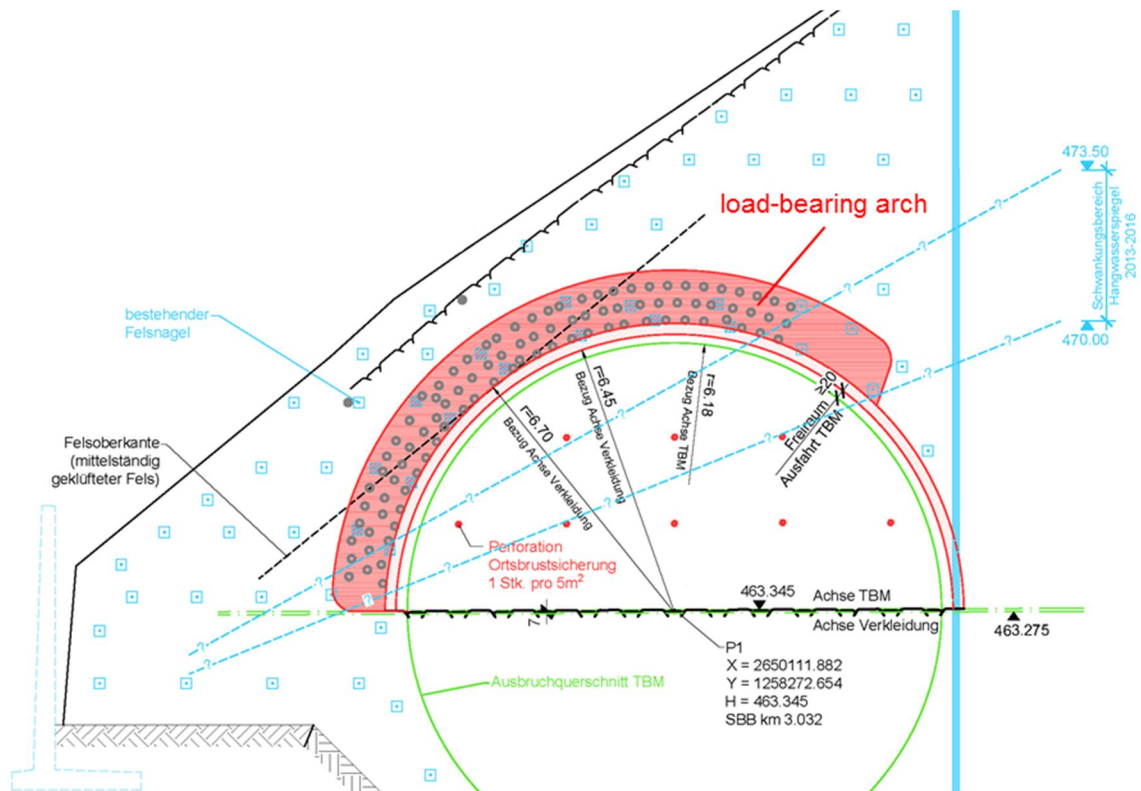 473.50
Schwankungsbereich
Hangwasserspiegel
2013-2016
470.00
load-bearing arch
bestehender
Felsnagel
Felsoberkante
(mittelständig
geklüfteter Fels)
r=6.70
Bezug Achse Verkleidung
r=6.45
Bezug Achse Verkleidung
r=6.18
Bezug Achse TBM
≥20
Freiraum
Ausfahrt TBM
Perforation
Ortsbrustsicherung
1 Stk. pro 5m²
7
463.345
Achse TBM
Achse Verkleidung
463.275
P1
X = 2650111.882
Y = 1258272.654
H = 463.345
SBB km 3.032
Ausbruchquerschnitt TBM
?
?
?
?
?
?
?
?
?
?